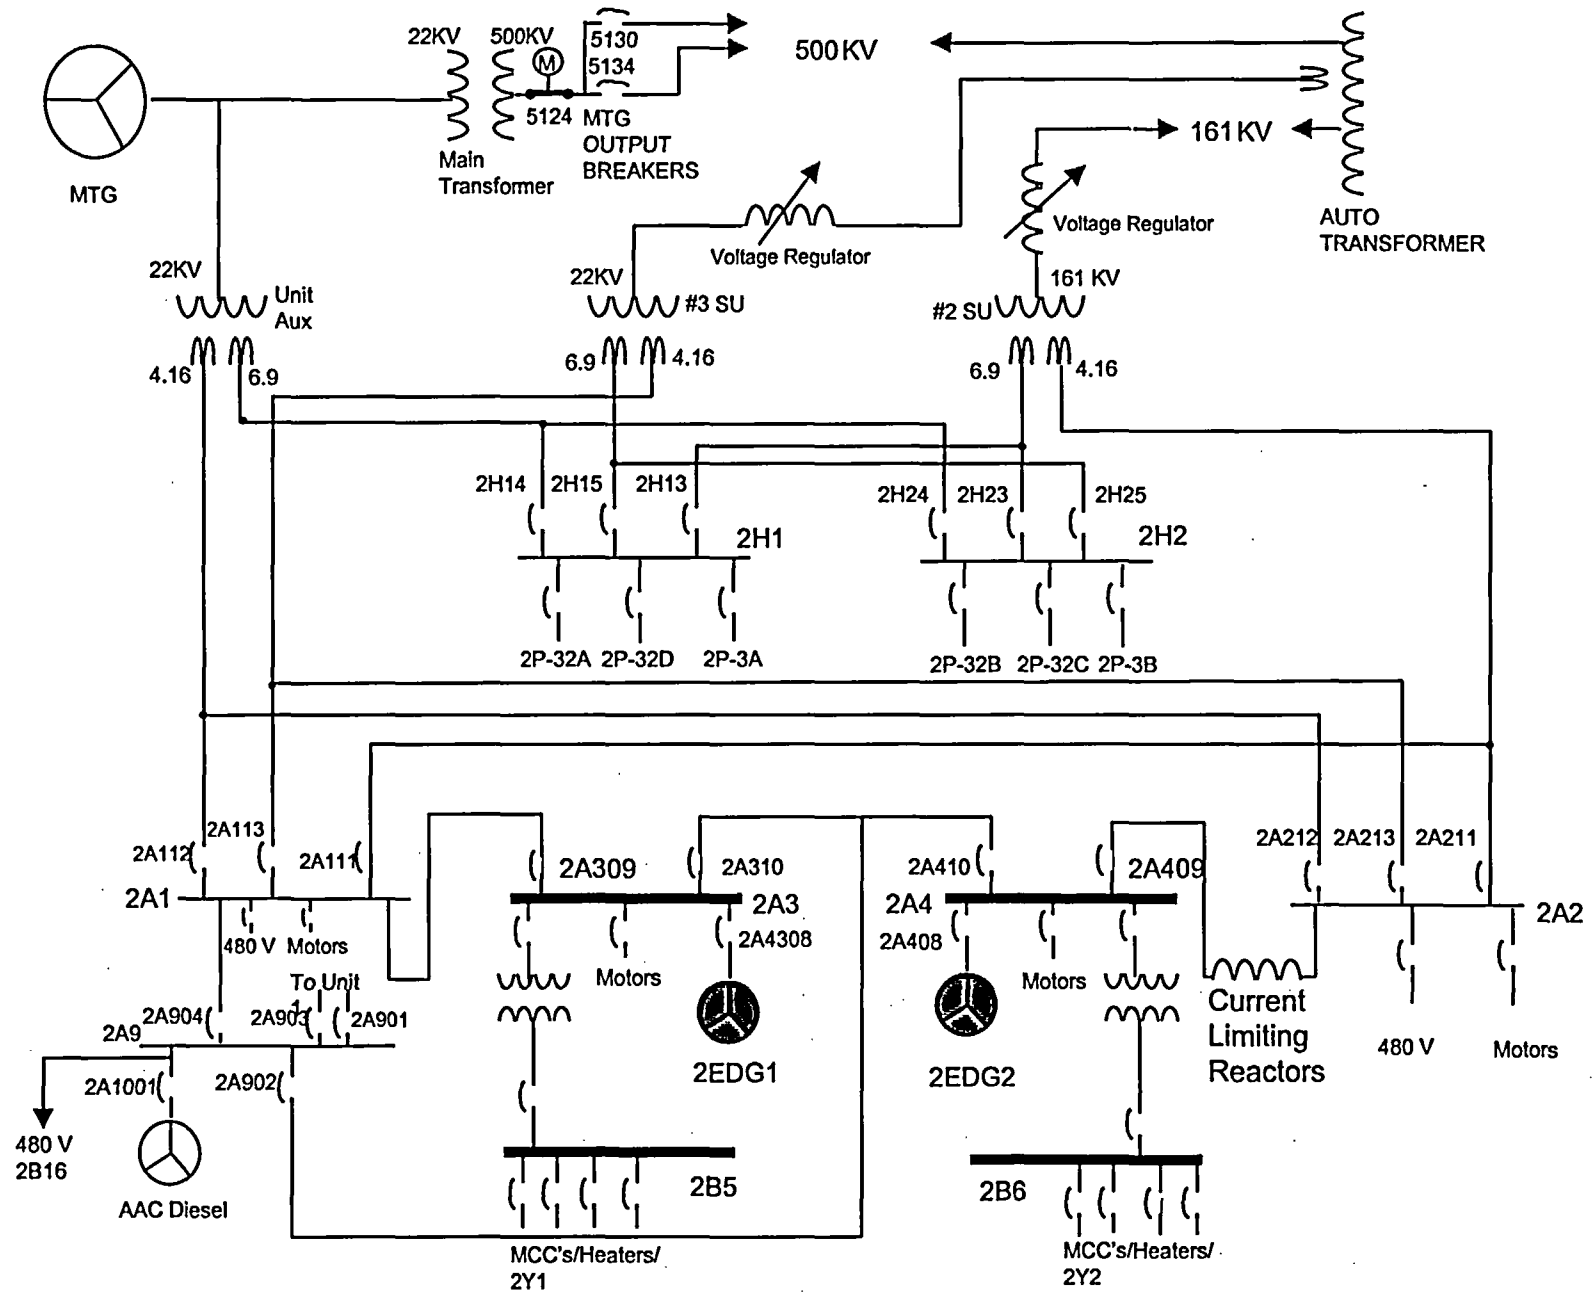 22KV
500KV
M
5130
5134
5124
MTG
OUTPUT
BREAKERS
500KV
161KV
Main
Transformer
MTG
Voltage Regulator
Voltage Regulator
AUTO
TRANSFORMER
22KV
Unit
Aux
22KV
#3 SU
161 KV
#2 SU
4.16
6.9
6.9
4.16
6.9
4.16
2H14
2H15
2H13
2H1
2H24
2H23
2H25
2H2
2P-32A
2P-32D
2P-3A
2P-32B
2P-32C
2P-3B
2A112
2A113
2A111
2A1
2A309
2A310
2A3
2A410
2A409
2A4
2A212
2A213
2A211
2A2
480 V
Motors
Motors
2A4308
2A408
Motors
To Unit
1
2A904
2A903
2A901
2A9
2EDG1
2EDG2
Current
Limiting
Reactors
480 V
Motors
2A1001
2A902
480 V
2B16
AAC Diesel
2B5
2B6
MCC's/Heaters/
2Y1
MCC's/Heaters/
2Y2